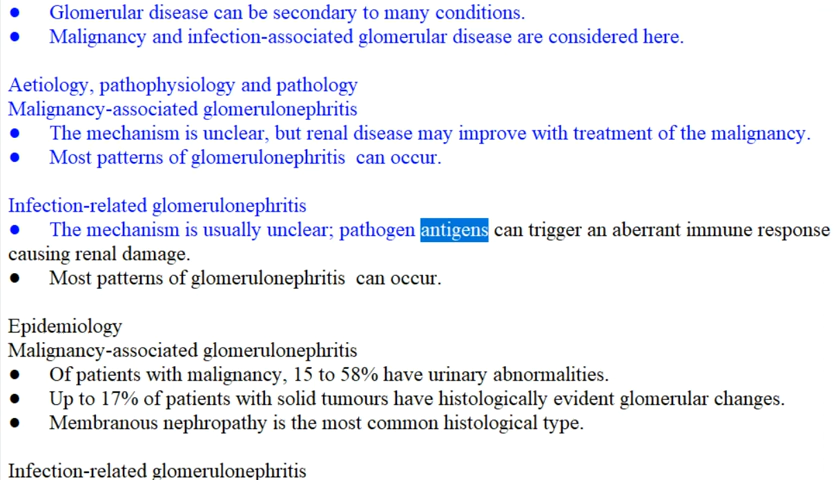 ● Glomerular disease can be secondary to many conditions.
● Malignancy and infection-associated glomerular disease are considered here.
Aetiology, pathophysiology and pathology
Malignancy-associated glomerulonephritis
● The mechanism is unclear, but renal disease may improve with treatment of the malignancy.
● Most patterns of glomerulonephritis  can occur.
Infection-related glomerulonephritis
● The mechanism is usually unclear; pathogen antigens can trigger an aberrant immune response
causing renal damage.
● Most patterns of glomerulonephritis  can occur.
Epidemiology
Malignancy-associated glomerulonephritis
● Of patients with malignancy, 15 to 58% have urinary abnormalities.
● Up to 17% of patients with solid tumours have histologically evident glomerular changes.
● Membranous nephropathy is the most common histological type.
Infection-related glomerulonephritis